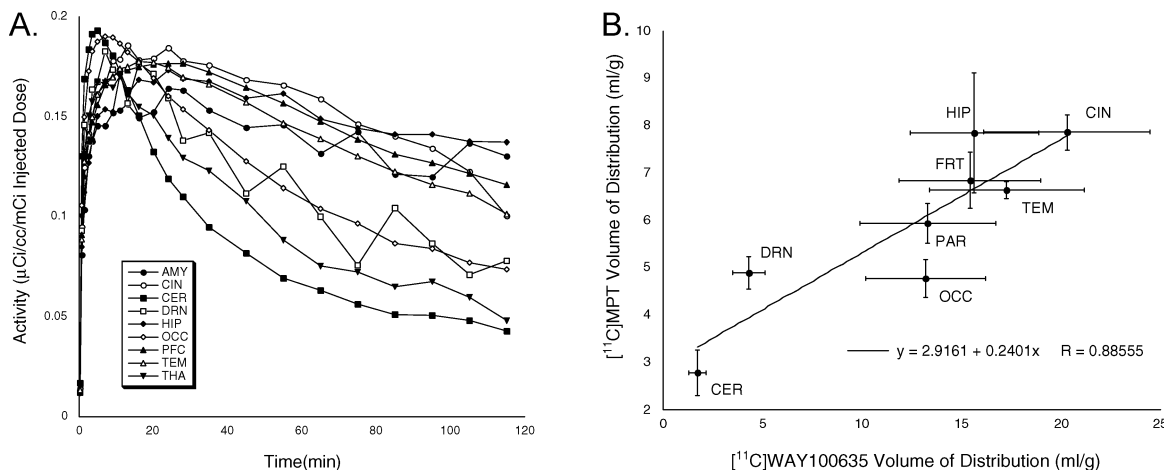 A.
0.2
0.15
0.1
0.05
0
Activity (μCi/cc/mCi Injected Dose)
AMY
CIN
CER
DRN
HIP
OCC
PFC
TEM
THA
0 20 40 60 80 100 120
Time(min)
B.
10
9
8
7
6
5
4
3
2
[¹¹C]MPT Volume of Distribution (ml/g)
HIP
CIN
FRT
TEM
PAR
DRN
OCC
y = 2.9161 + 0.2401x R = 0.88555
CER
0 5 10 15 20 25
[¹¹C]WAY100635 Volume of Distribution (ml/g)